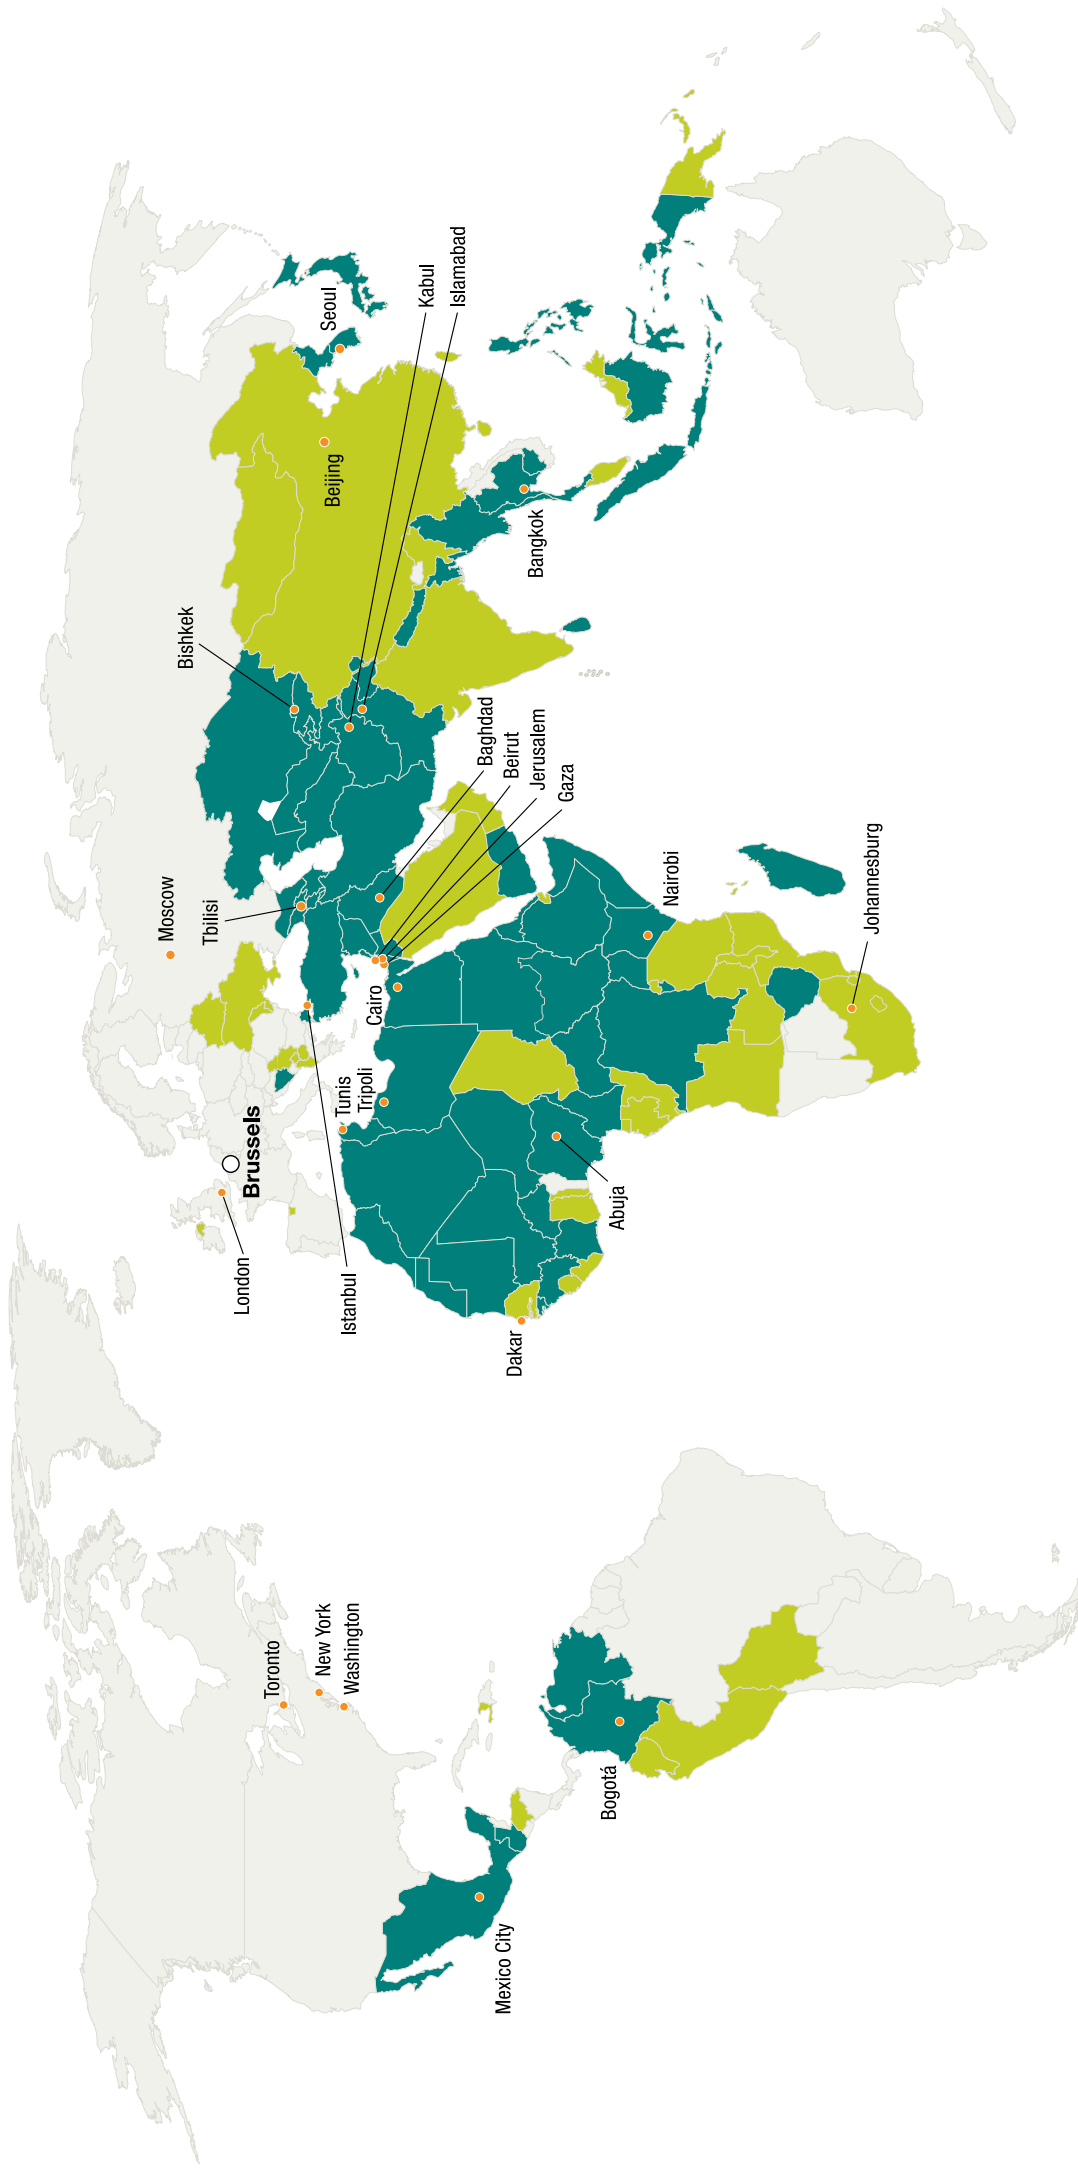 Toronto
New York
Washington
Mexico City
Bogotá
London
Brussels
Istanbul
Dakar
Tunis
Tripoli
Abuja
Moscow
Tbilisi
Cairo
Bishkek
Baghdad
Beirut
Jerusalem
Gaza
Nairobi
Johannesburg
Kabul
Islamabad
Beijing
Seoul
Bangkok